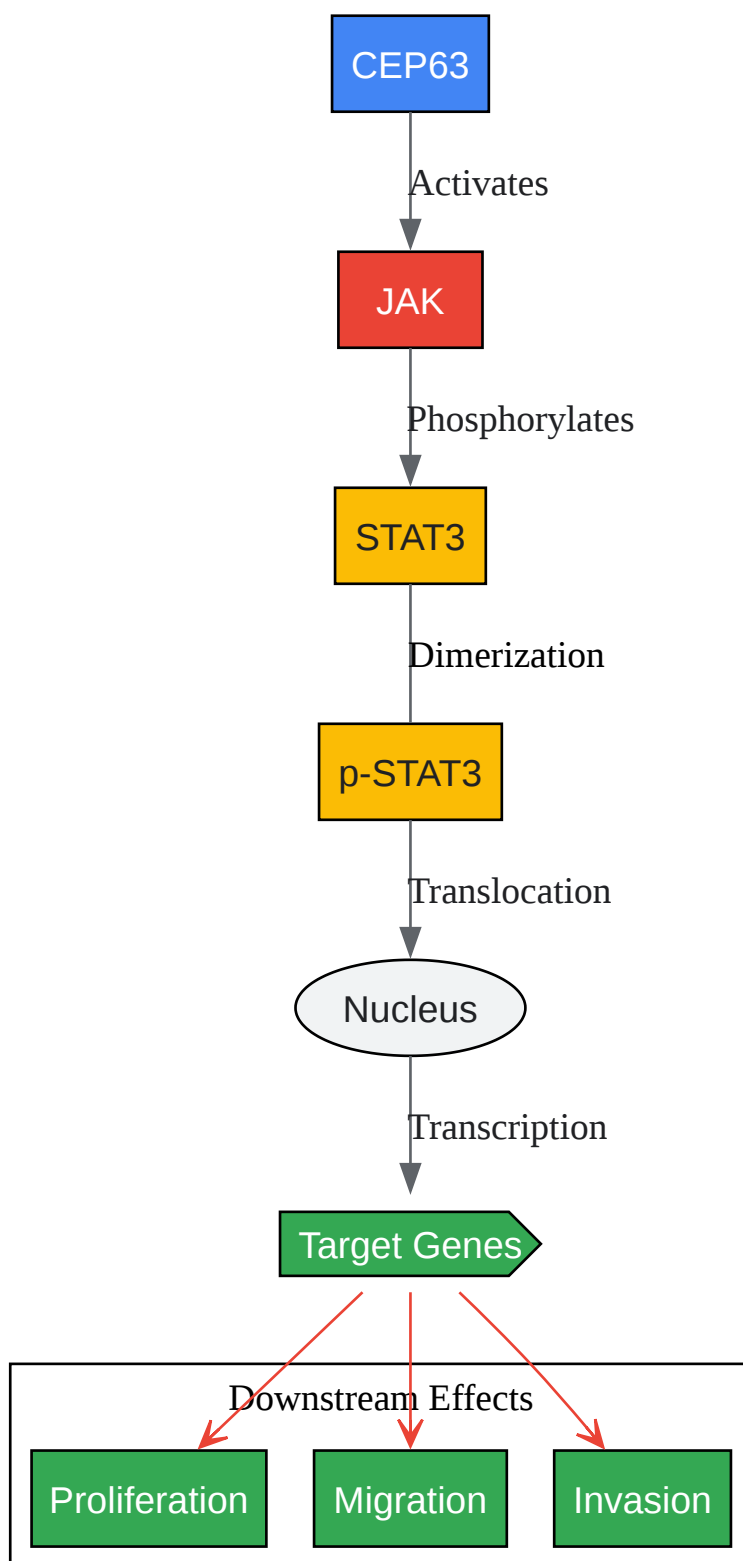 CEP63
Activates
JAK
Phosphorylates
STAT3
Dimerization
p-STAT3
Translocation
Nucleus
Transcription
Target Genes
Downstream Effects
Proliferation
Migration
Invasion